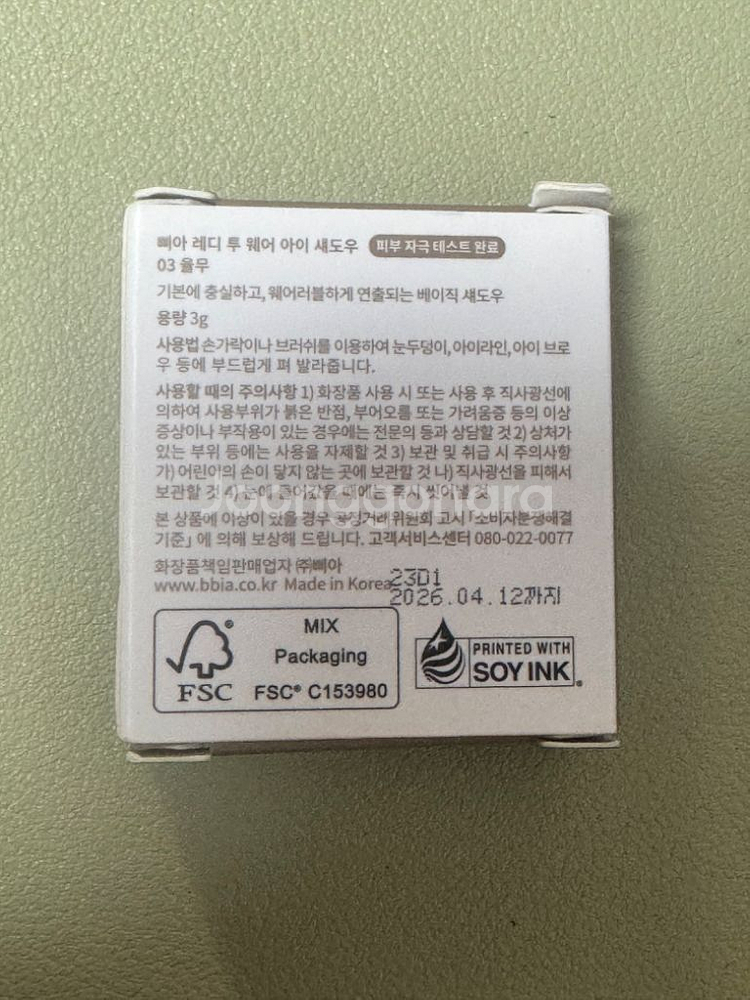 삐아 레디 투 웨어 아이 섀도우 피부 자극 테스트 완료
03 율무
기본에 충실하고, 웨어러블하게 연출되는 베이직 섀도우
용량 3g
사용법 손가락이나 브러쉬를 이용하여 눈두덩이, 아이라인, 아이 브로
우 등에 부드럽게 펴 발라줍니다.
사용할 때의 주의사항 1) 화장품 사용 시 또는 사용 후 직사광선에
의하여 사용부위가 붉은 반점, 부어오름 또는 가려움증 등의 이상
증상이나 부작용이 있는 경우에는 전문의 등과 상담할 것 2) 상처가
있는 부위 등에는 사용을 자제할 것 3) 보관 및 취급 시 주의사항
가) 어린이의 손이 닿지 않는 곳에 보관할 것 나) 직사광선을 피해서
보관할 것 4) 눈에 들어갔을 때에는 즉시 씻어낼 것
Joonggonara
본 상품에 이상이 있을 경우 공정거래위원회 고시 「소비자분쟁해결
기준」에 의해 보상해 드립니다. 고객서비스센터 080-022-0077
화장품책임판매업자 ㈜삐아
www.bbia.co.kr Made in Korea
23D1
2026.04.12까지
MIX
Packaging
FSC FSC® C153980
PRINTED WITH
SOY INK